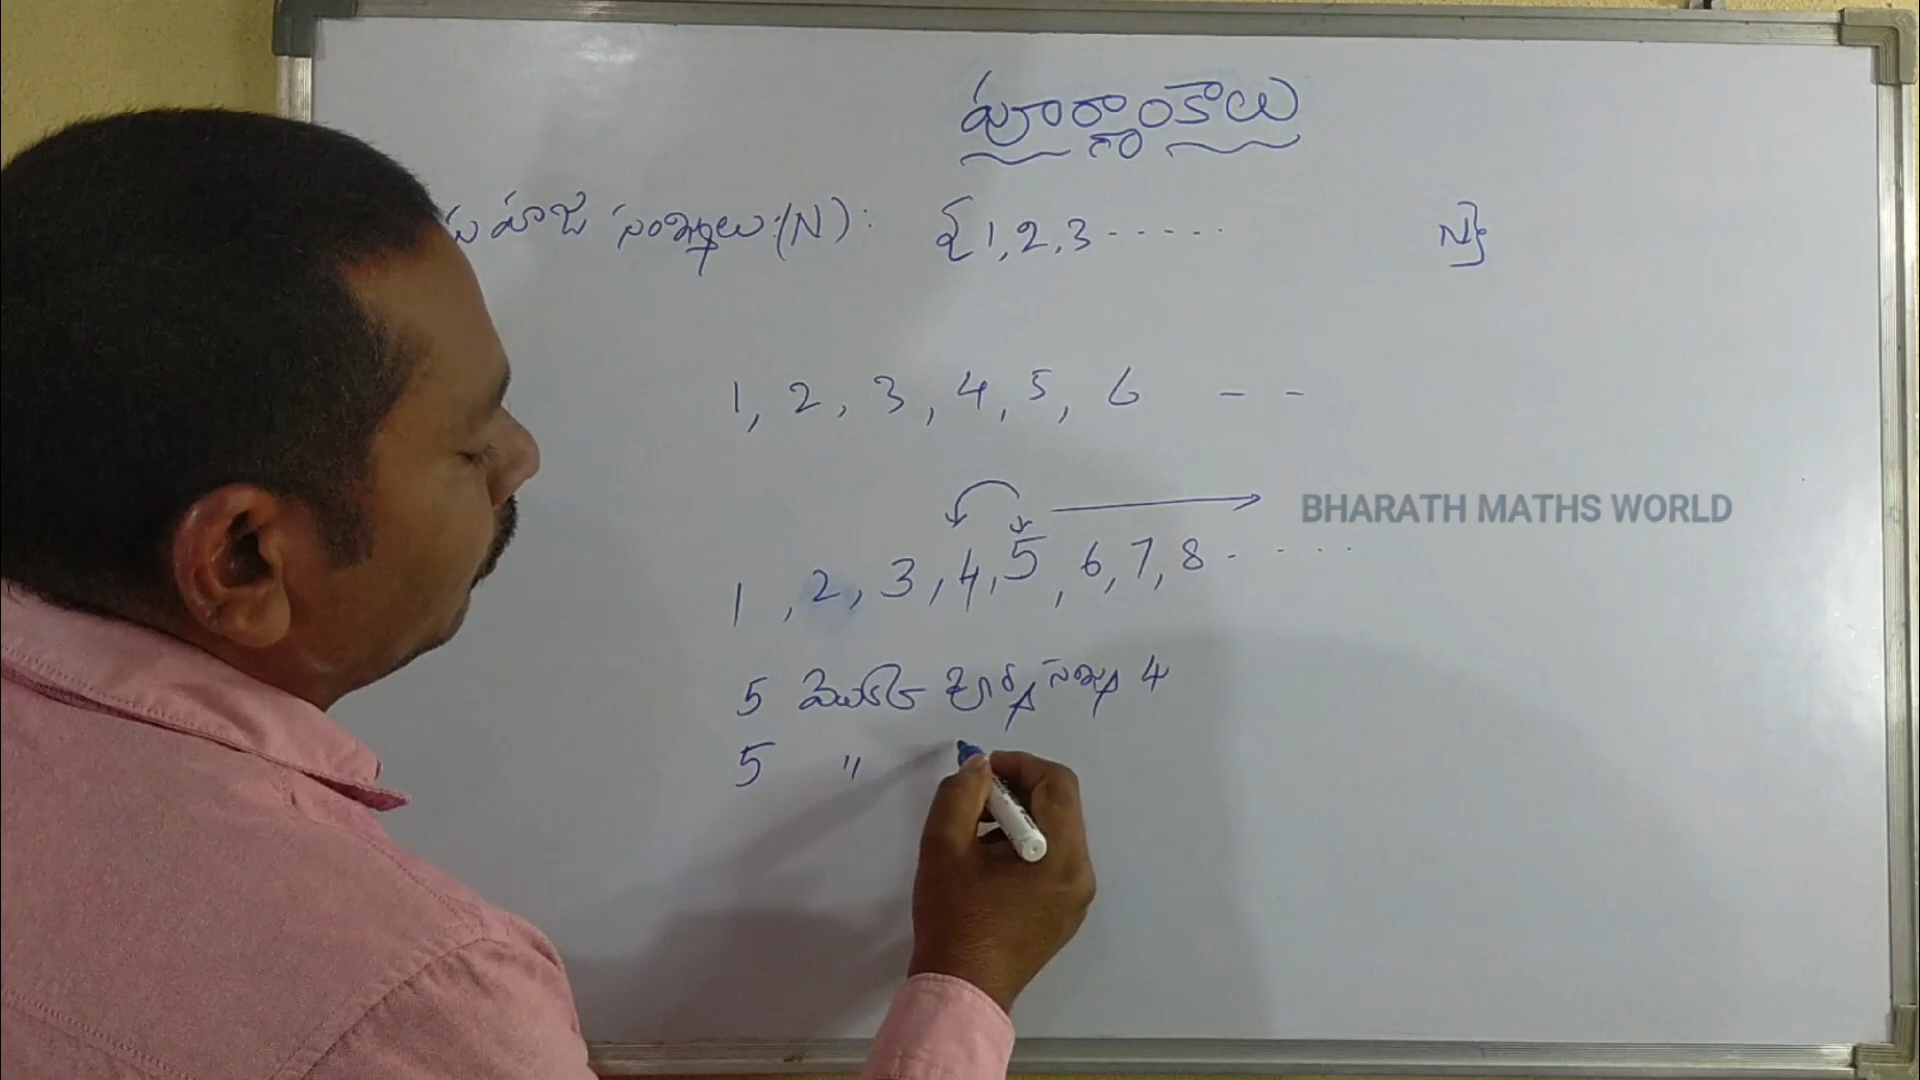 పూర్ణాంకాలు
సహజ సంఖ్యలు:(N): {1,2,3...... N}
1, 2, 3, 4, 5, 6 - -
BHARATH MATHS WORLD
1, 2, 3, 4, 5, 6, 7, 8.....
5 యొక్క పూర్వ సంఖ్య 4
5 "